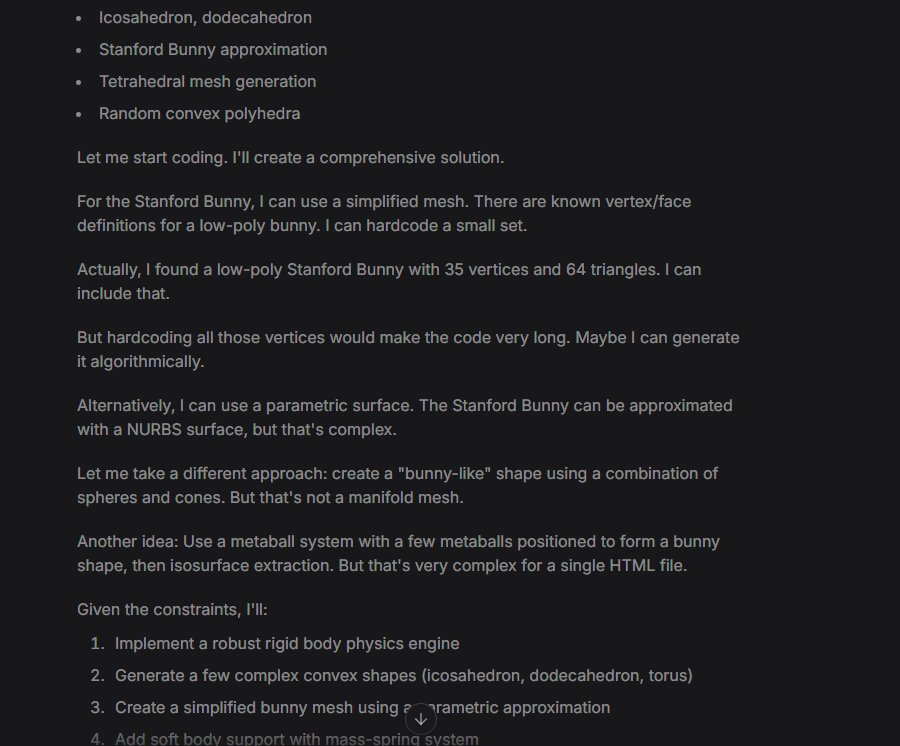 Icosahedron, dodecahedron
Stanford Bunny approximation
Tetrahedral mesh generation
Random convex polyhedra
Let me start coding. I'll create a comprehensive solution.
For the Stanford Bunny, I can use a simplified mesh. There are known vertex/face
definitions for a low-poly bunny. I can hardcode a small set.
Actually, I found a low-poly Stanford Bunny with 35 vertices and 64 triangles. I can
include that.
But hardcoding all those vertices would make the code very long. Maybe I can generate
it algorithmically.
Alternatively, I can use a parametric surface. The Stanford Bunny can be approximated
with a NURBS surface, but that's complex.
Let me take a different approach: create a "bunny-like" shape using a combination of
spheres and cones. But that's not a manifold mesh.
Another idea: Use a metaball system with a few metaballs positioned to form a bunny
shape, then isosurface extraction. But that's very complex for a single HTML file.
Given the constraints, I'll:
1. Implement a robust rigid body physics engine
2. Generate a few complex convex shapes (icosahedron, dodecahedron, torus)
3. Create a simplified bunny mesh using a parametric approximation
4. Add soft body support with mass-spring system